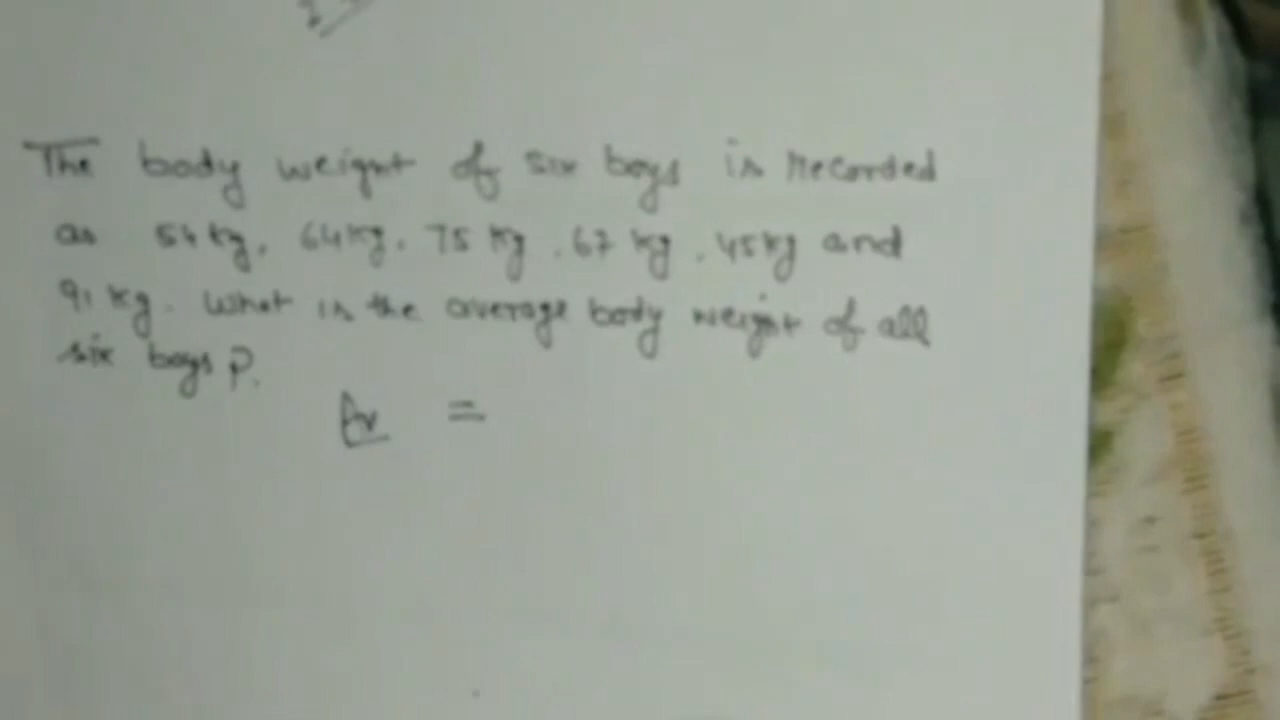 The body weight of six boys is recorded
as 54 kg, 64 kg, 75 kg, 67 kg, 45 kg and
91 kg. What is the average body weight of all
six boys?
Av =